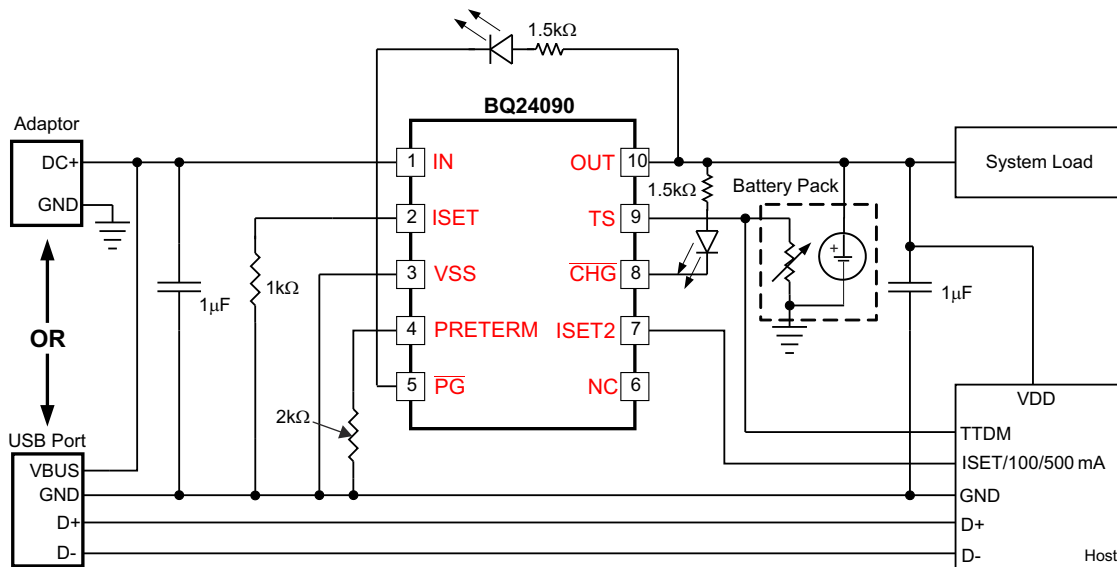 1.5kΩ
BQ24090
Adaptor
DC+
GND
1 IN
OUT 10
System Load
1.5kΩ
Battery Pack
2 ISET
TS 9
+
3 VSS
CHG 8
1μF
1kΩ
1μF
OR
4 PRETERM
ISET2 7
5 PG
NC 6
VDD
2kΩ
TTDM
USB Port
VBUS
ISET/100/500 mA
GND
GND
D+
D+
D-
D-
Host